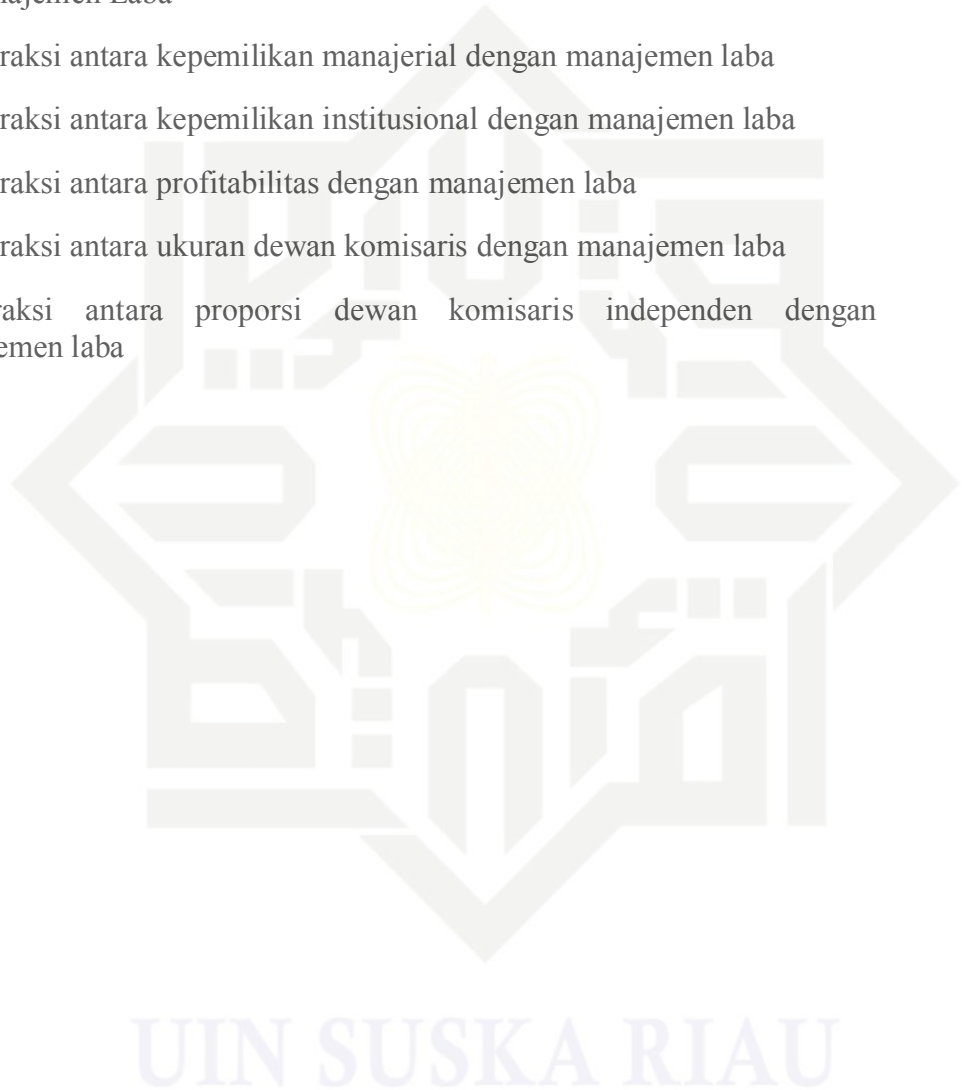 najemen Laba
raksi antara kepemilikan manajerial dengan manajemen laba
raksi antara kepemilikan institusional dengan manajemen laba
raksi antara profitabilitas dengan manajemen laba
raksi antara ukuran dewan komisaris dengan manajemen laba
raksi antara proporsi dewan komisaris independen dengan
emen laba
UIN SUSKA RIAU